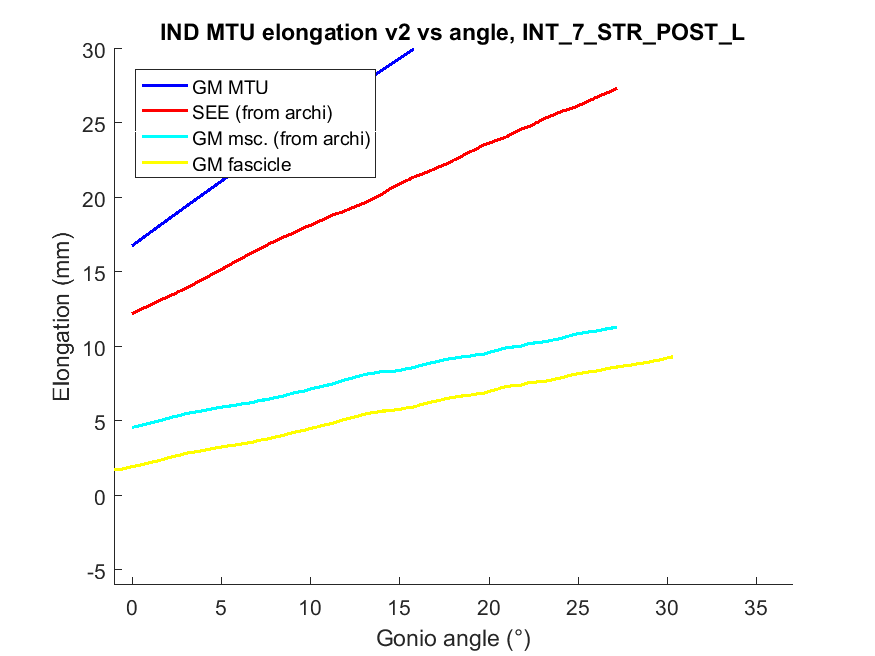 IND MTU elongation v2 vs angle, INT_7_STR_POST_L
30
25
20
15
10
5
0
-5
Elongation (mm)
GM MTU
SEE (from archi)
GM msc. (from archi)
GM fascicle
0 5 10 15 20 25 30 35
Gonio angle (°)